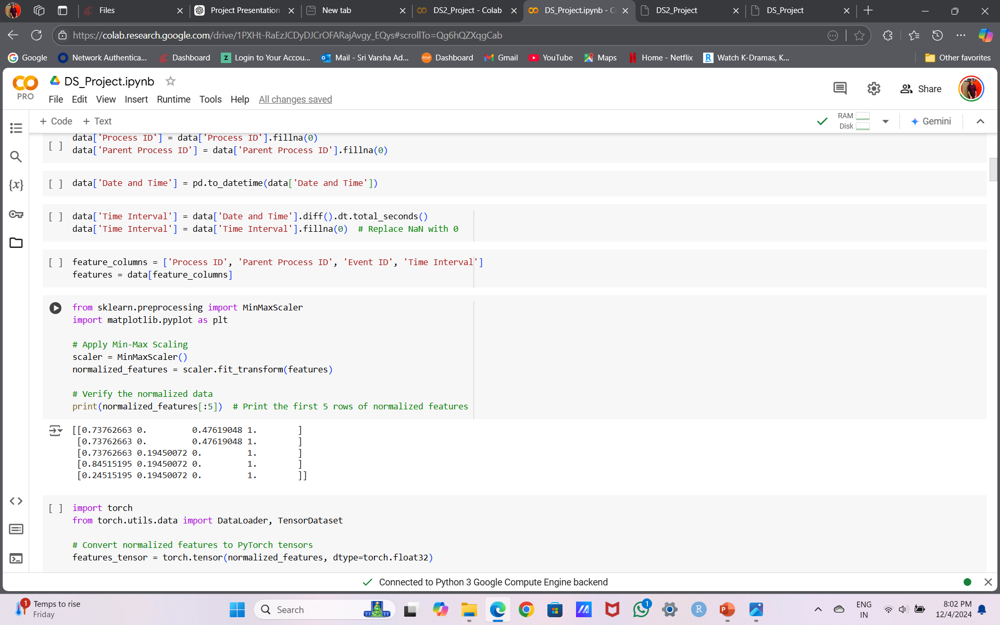 Files
Project Presentation
New tab
DS2_Project - Colab
DS_Project.ipynb - C
DS2_Project
DS_Project
https://colab.research.google.com/drive/1PXHt-RaEzJCDyDJCrOFARajAvgy_EQys#scrollTo=Qg6hQZXqgCab
Google
Network Authentica...
Dashboard
Login to Your Accou...
Mail - Sri Varsha Ad...
Dashboard
Gmail
YouTube
Maps
Home - Netflix
Watch K-Dramas, K...
Other favorites
CO PRO
DS_Project.ipynb
Share
File Edit View Insert Runtime Tools Help All changes saved
+ Code + Text
RAM
Disk
Gemini
data['Process ID'] = data['Process ID'].fillna(0)
[ ] data['Parent Process ID'] = data['Parent Process ID'].fillna(0)
[ ] data['Date and Time'] = pd.to_datetime(data['Date and Time'])
[ ] data['Time Interval'] = data['Date and Time'].diff().dt.total_seconds()
data['Time Interval'] = data['Time Interval'].fillna(0)  # Replace NaN with 0
[ ] feature_columns = ['Process ID', 'Parent Process ID', 'Event ID', 'Time Interval']
features = data[feature_columns]
from sklearn.preprocessing import MinMaxScaler
import matplotlib.pyplot as plt
# Apply Min-Max Scaling
scaler = MinMaxScaler()
normalized_features = scaler.fit_transform(features)
# Verify the normalized data
print(normalized_features[:5])  # Print the first 5 rows of normalized features
[[0.73762663 0.         0.47619048 1.        ]
[0.73762663 0.         0.47619048 1.        ]
[0.73762663 0.19450072 0.         1.        ]
[0.84515195 0.19450072 0.         1.        ]
[0.24515195 0.19450072 0.         1.        ]]
[ ] import torch
from torch.utils.data import DataLoader, TensorDataset
# Convert normalized features to PyTorch tensors
features_tensor = torch.tensor(normalized_features, dtype=torch.float32)
Connected to Python 3 Google Compute Engine backend
1
Temps to rise
Friday
Search
1
ENG
IN
8:02 PM
12/4/2024